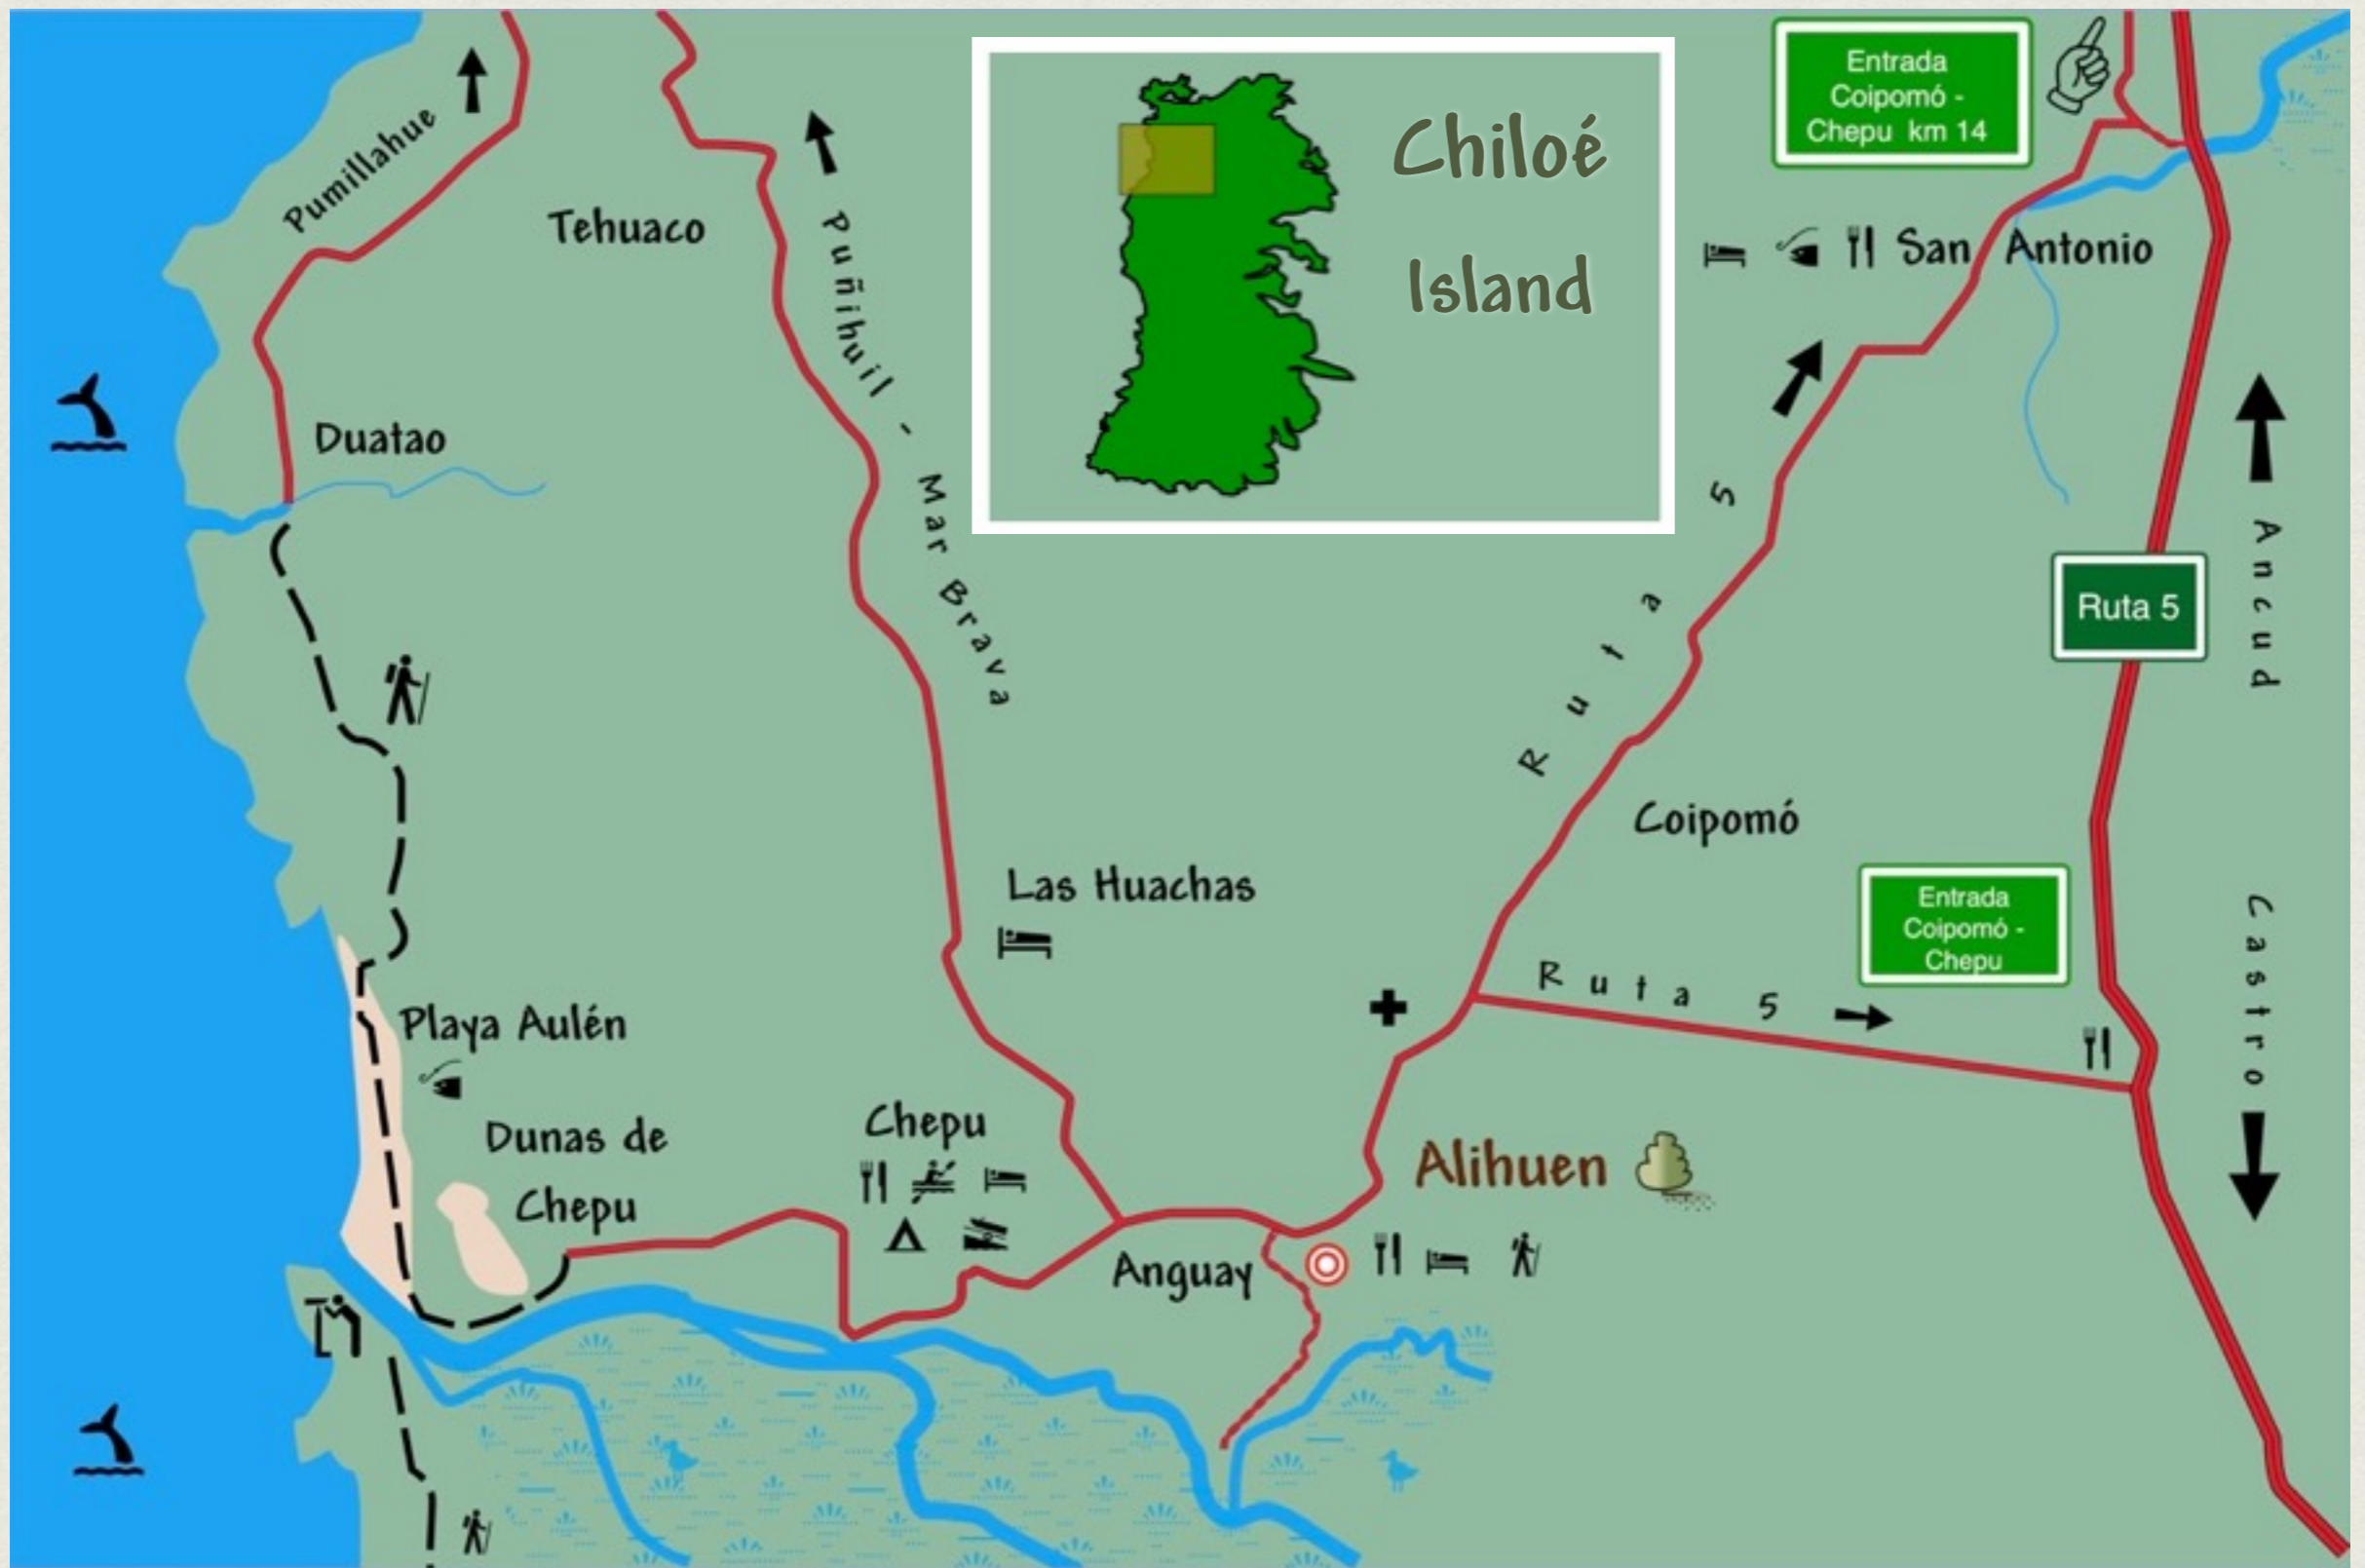 Pumillahue
Tehuaco
Puñihuil - Mar Brava
Chiloé
Island
Entrada
Coipomó -
Chepu km 14
San Antonio
Duatao
Ruta 5
Ruta 5
Ancud
Coipomó
Las Huachas
Entrada
Coipomó -
Chepu
Ruta 5
Castro
Playa Aulén
Dunas de
Chepu
Chepu
Alihuen
Anguay